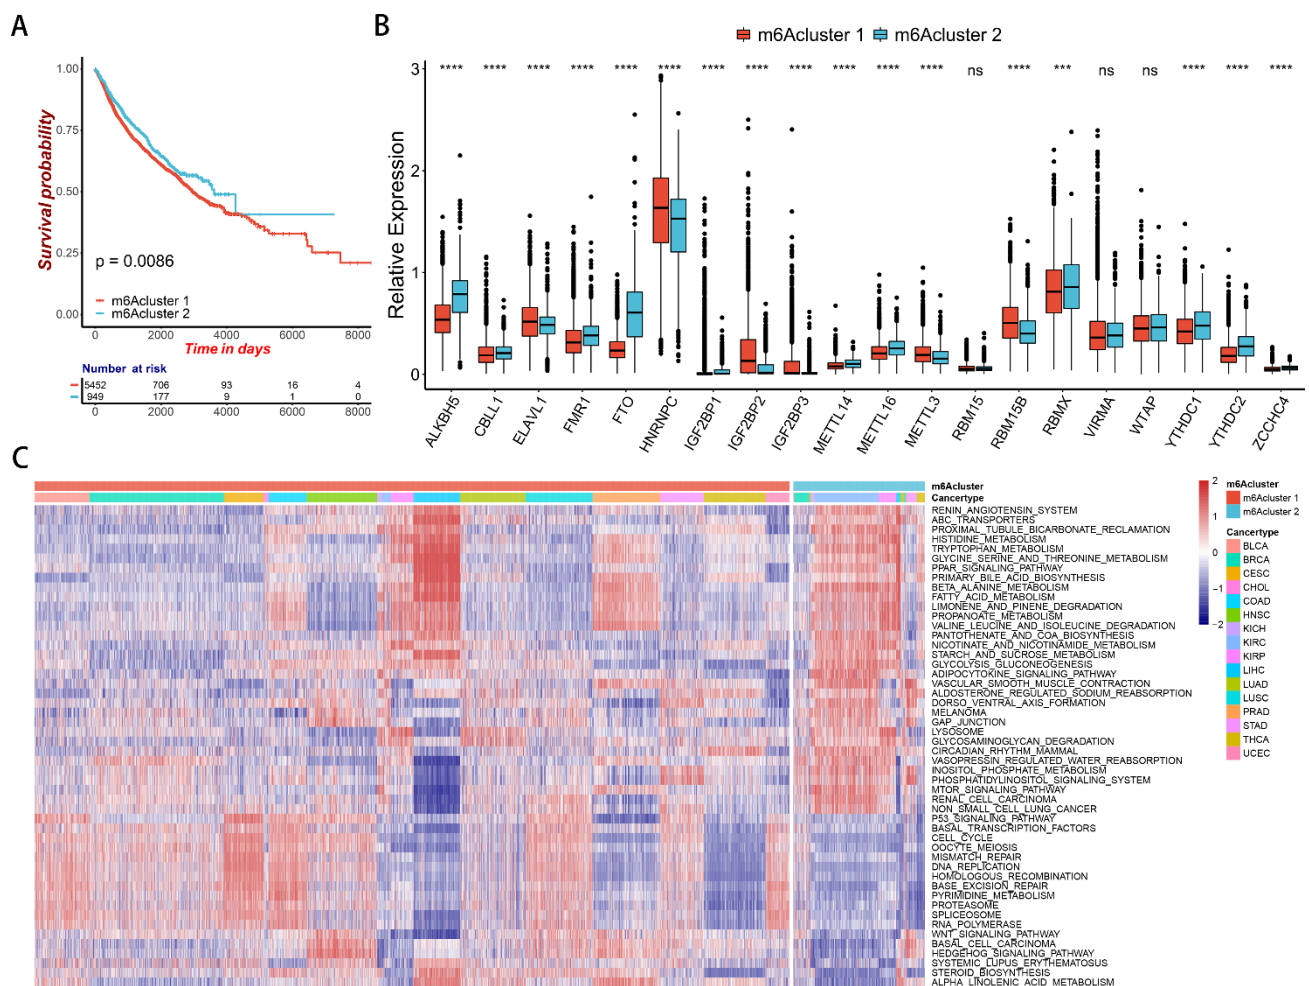 A
1.00
0.75
0.50
0.25
0.00
Survival probability
p = 0.0086
m6Acluster 1
m6Acluster 2
0 2000 4000 6000 8000
Time in days
Number at risk
5452 706 93 16 4
949 177 9 1 0
0 2000 4000 6000 8000
B
m6Acluster 1 m6Acluster 2
Relative Expression
3
2
1
0
**** **** **** **** **** **** **** **** **** **** **** **** ns **** *** ns ns **** **** ****
ALKBH5
CBLL1
ELAVL1
FMR1
FTO
HNRNPC
IGF2BP1
IGF2BP2
IGF2BP3
METTL14
METTL16
METTL3
RBM15
RBM15B
RBMX
VIRMA
WTAP
YTHDC1
YTHDC2
ZCCHC4
C
m6Acluster
Cancertype
RENIN_ANGIOTENSIN_SYSTEM
ABC_TRANSPORTERS
PROXIMAL_TUBULE_BICARBONATE_RECLAMATION
HISTIDINE_METABOLISM
TRYPTOPHAN_METABOLISM
GLYCINE_SERINE_AND_THREONINE_METABOLISM
PPAR_SIGNALING_PATHWAY
PRIMARY_BILE_ACID_BIOSYNTHESIS
BETA_ALANINE_METABOLISM
FATTY_ACID_METABOLISM
LIMONENE_AND_PINENE_DEGRADATION
PROPANOATE_METABOLISM
VALINE_LEUCINE_AND_ISOLEUCINE_DEGRADATION
PANTOTHENATE_AND_COA_BIOSYNTHESIS
NICOTINATE_AND_NICOTINAMIDE_METABOLISM
STARCH_AND_SUCROSE_METABOLISM
GLYCOLYSIS_GLUCONEOGENESIS
ADIPOCYTOKINE_SIGNALING_PATHWAY
VASCULAR_SMOOTH_MUSCLE_CONTRACTION
ALDOSTERONE_REGULATED_SODIUM_REABSORPTION
DORSO_VENTRAL_AXIS_FORMATION
MELANOMA
GAP_JUNCTION
LYSOSOME
GLYCOSAMINOGLYCAN_DEGRADATION
CIRCADIAN_RHYTHM_MAMMAL
VASOPRESSIN_REGULATED_WATER_REABSORPTION
INOSITOL_PHOSPHATE_METABOLISM
PHOSPHATIDYLINOSITOL_SIGNALING_SYSTEM
MTOR_SIGNALING_PATHWAY
RENAL_CELL_CARCINOMA
NON_SMALL_CELL_LUNG_CANCER
P53_SIGNALING_PATHWAY
BASAL_TRANSCRIPTION_FACTORS
CELL_CYCLE
OOCYTE_MEIOSIS
MISMATCH_REPAIR
DNA_REPLICATION
HOMOLOGOUS_RECOMBINATION
BASE_EXCISION_REPAIR
PYRIMIDINE_METABOLISM
PROTEASOME
SPLICEOSOME
RNA_POLYMERASE
WNT_SIGNALING_PATHWAY
BASAL_CELL_CARCINOMA
HEDGEHOG_SIGNALING_PATHWAY
SYSTEMIC_LUPUS_ERYTHEMATOSUS
STEROID_BIOSYNTHESIS
ALPHA_LINOLENIC_ACID_METABOLISM
2
1
0
−1
−2
m6Acluster
m6Acluster 1
m6Acluster 2
Cancertype
BLCA
BRCA
CESC
CHOL
COAD
HNSC
KICH
KIRC
KIRP
LIHC
LUAD
LUSC
PRAD
STAD
THCA
UCEC